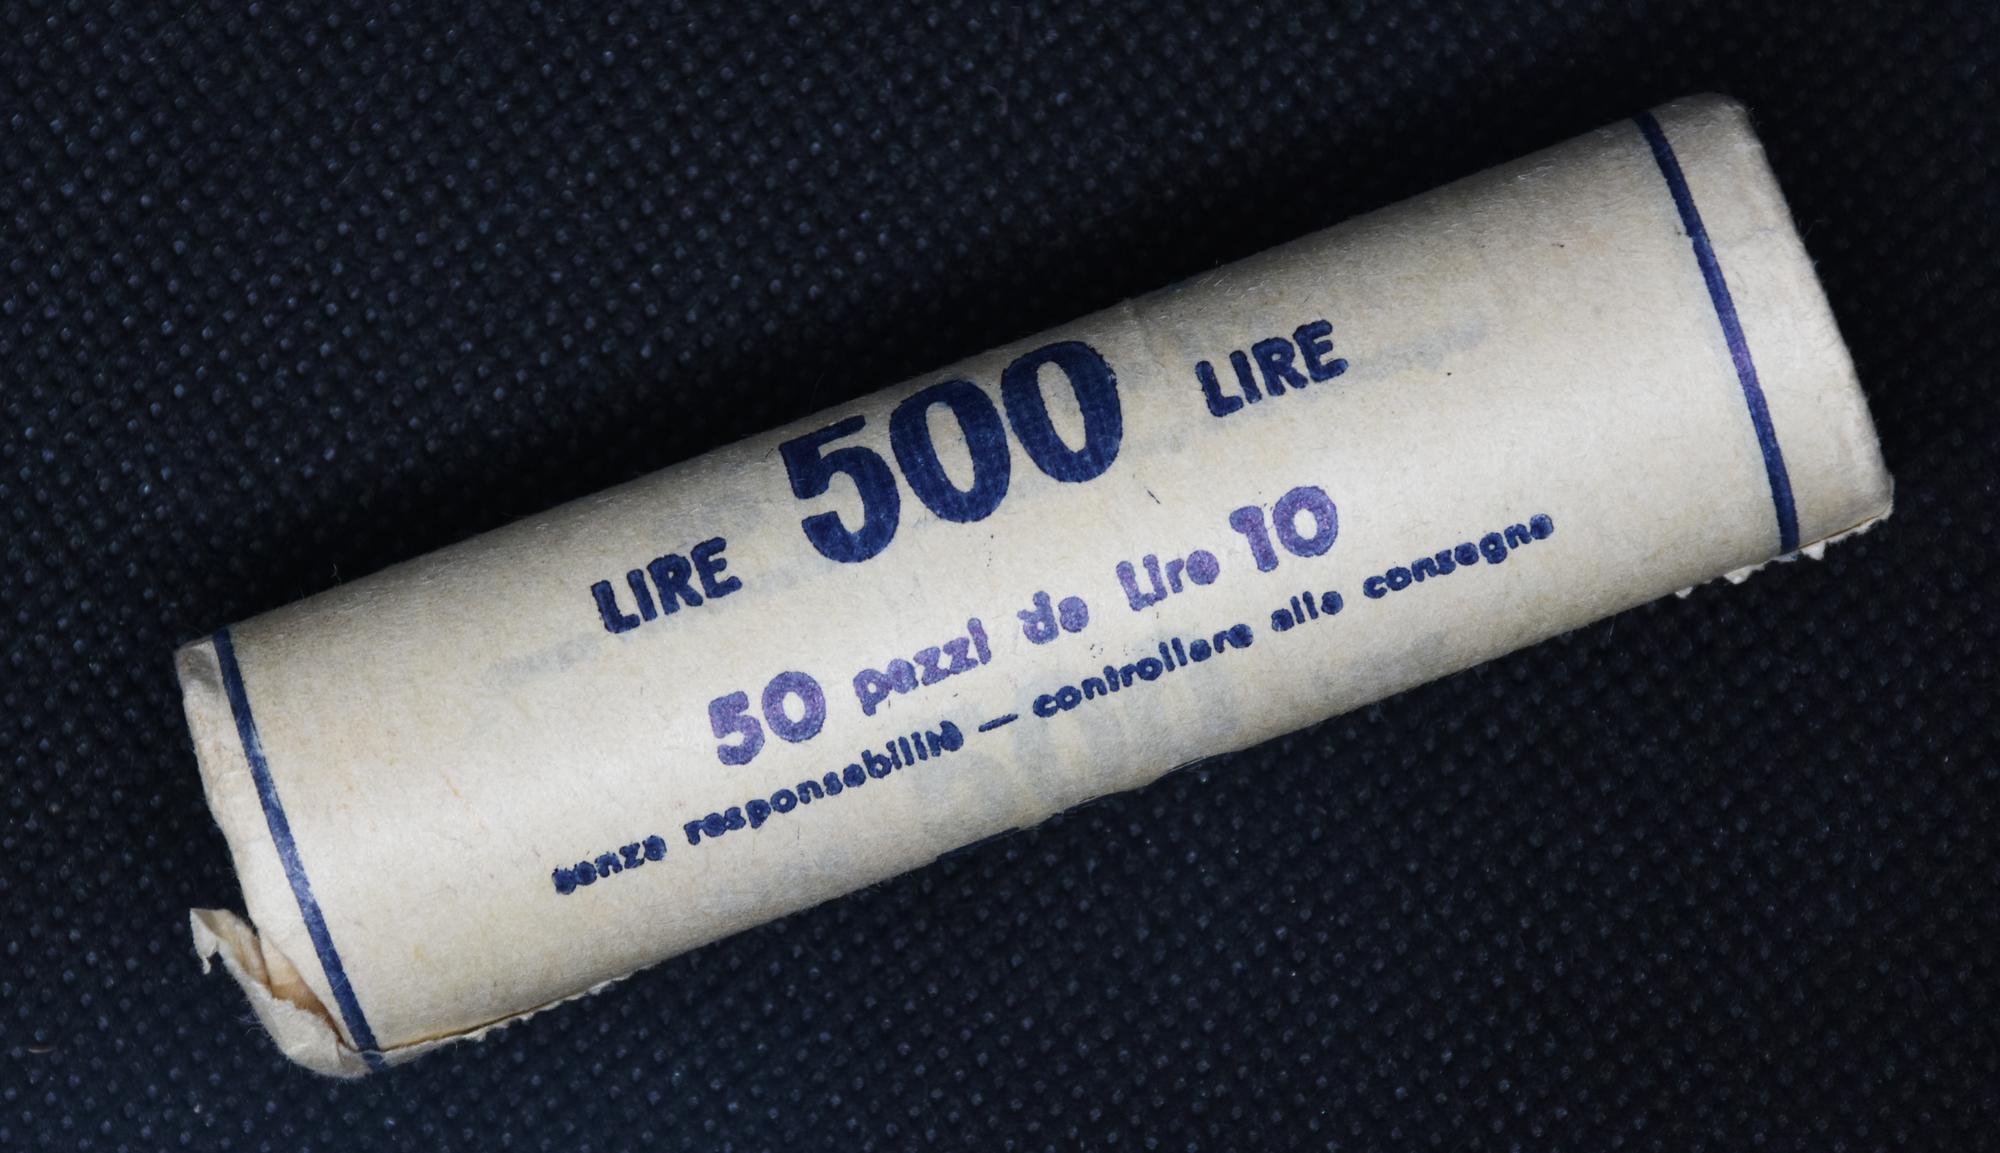 LIRE 500 LIRE
50 pezzi da Lire 10
senza responsabilità — controllare alla consegna